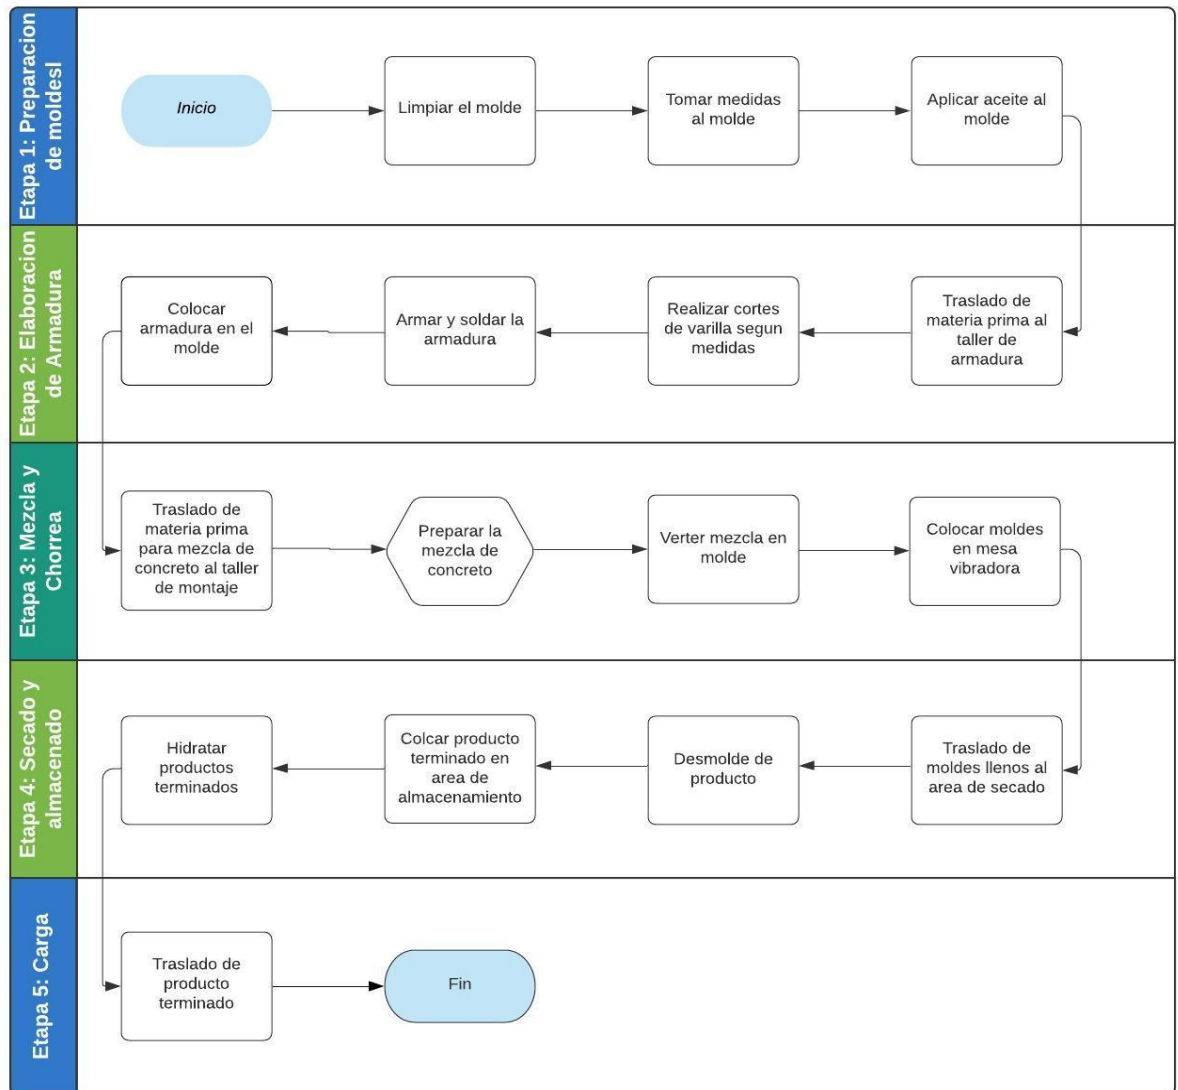 Etapa 1: Preparacion
de moldesl
Inicio
Limpiar el molde
Tomar medidas
al molde
Aplicar aceite al
molde
Etapa 2: Elaboracion
de Armadura
Colocar
armadura en el
molde
Armar y soldar la
armadura
Realizar cortes
de varilla segun
medidas
Traslado de
materia prima al
taller de
armadura
Etapa 3: Mezcla y
Chorrea
Traslado de
materia prima
para mezcla de
concreto al taller
de montaje
Preparar la
mezcla de
concreto
Verter mezcla en
molde
Colocar moldes
en mesa
vibradora
Etapa 4: Secado y
almacenado
Hidratar
productos
terminados
Colcar producto
terminado en
area de
almacenamiento
Desmolde de
producto
Traslado de
moldes llenos al
area de secado
Etapa 5: Carga
Traslado de
producto
terminado
Fin